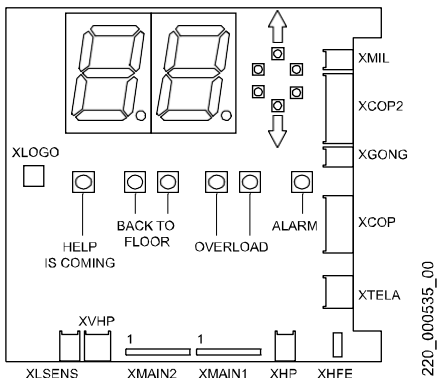 XMIL
XCOP2
XLOGO
XGONG
BACK TO
FLOOR
ALARM
XCOP
HELP
IS COMING
OVERLOAD
XTELA
XVHP
1
1
XLSENS
XMAIN2
XMAIN1
XHP
XHFE
220_000535_00